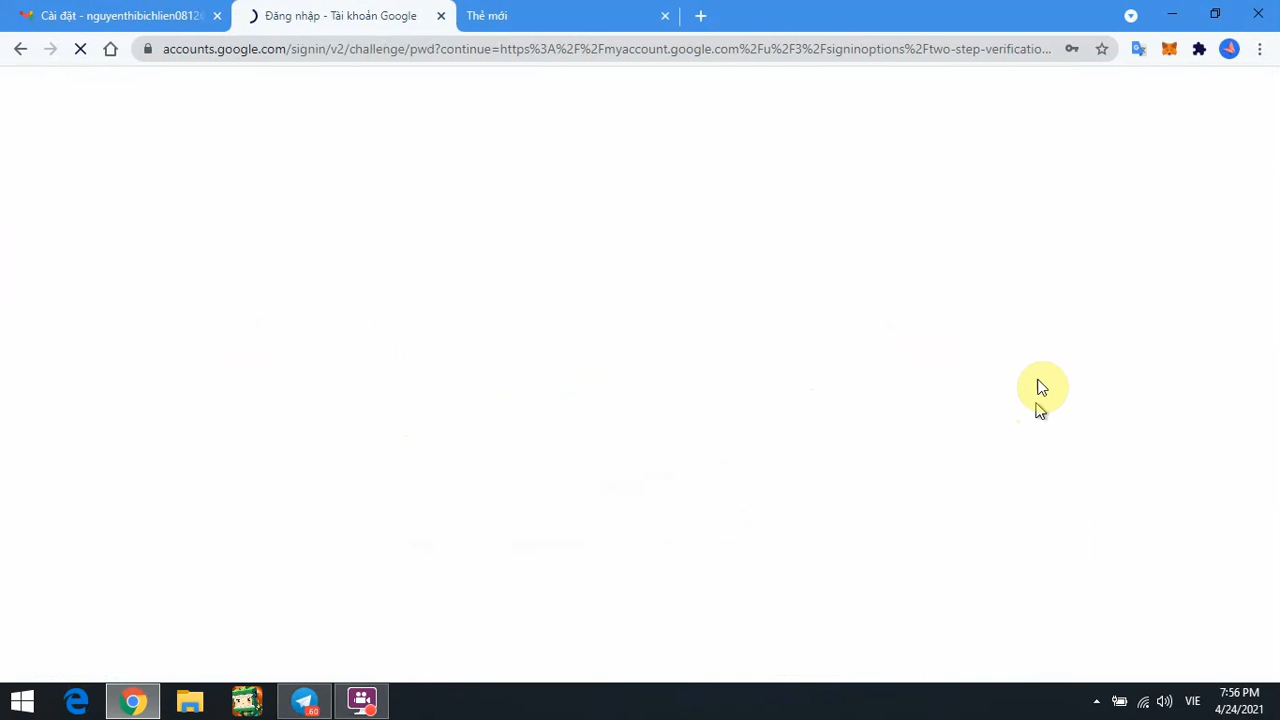 Cài đặt - nguyenthibichlien0812
Đăng nhập - Tài khoản Google
Thẻ mới
accounts.google.com/signin/v2/challenge/pwd?continue=https%3A%2F%2Fmyaccount.google.com%2Fu%2F3%2Fsigninoptions%2Ftwo-step-verificatio...
60
VIE
7:56 PM
4/24/2021